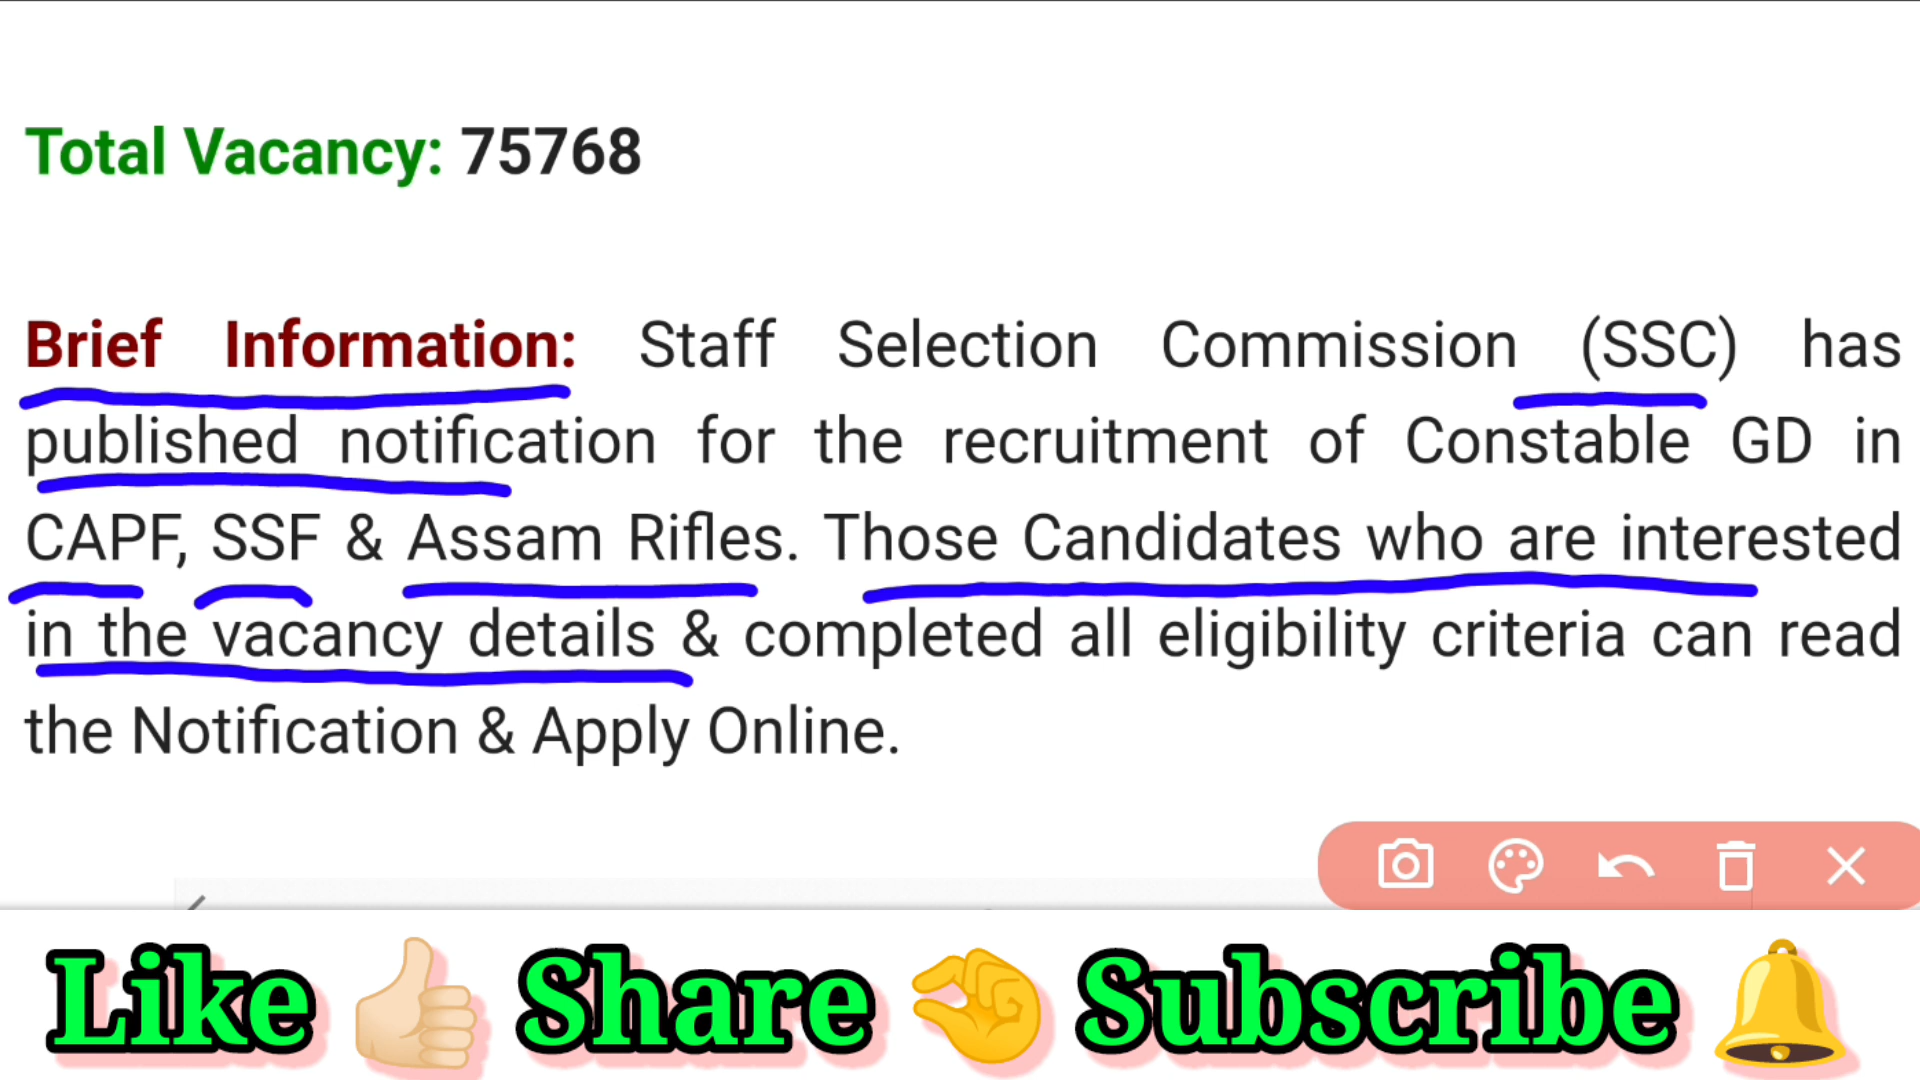 Total Vacancy: 75768
Brief Information: Staff Selection Commission (SSC) has
published notification for the recruitment of Constable GD in
CAPF, SSF & Assam Rifles. Those Candidates who are interested
in the vacancy details & completed all eligibility criteria can read
the Notification & Apply Online.
Like 👍🏻 Share 🤏 Subscribe 🔔